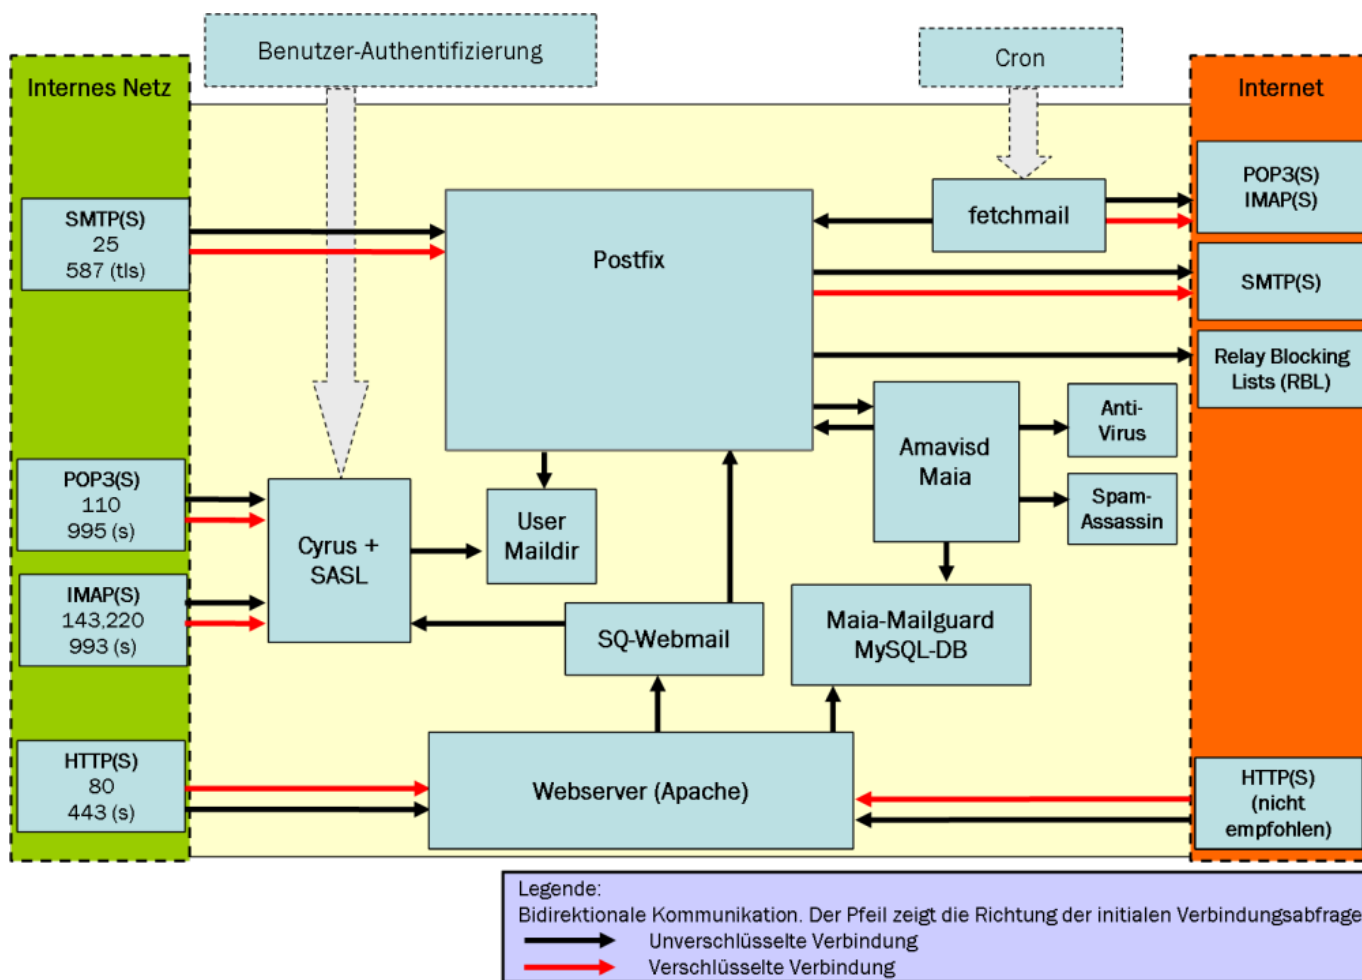 Benutzer-Authentifizierung
Cron
Internes Netz
Internet
SMTP(S)
25
587 (tls)
Postfix
fetchmail
POP3(S)
IMAP(S)
SMTP(S)
Relay Blocking
Lists (RBL)
Amavisd
Maia
Anti-
Virus
Spam-
Assassin
POP3(S)
110
995 (s)
IMAP(S)
143,220
993 (s)
Cyrus +
SASL
User
Maildir
SQ-Webmail
Maia-Mailguard
MySQL-DB
HTTP(S)
80
443 (s)
Webserver (Apache)
HTTP(S)
(nicht
empfohlen)
Legende:
Bidirektionale Kommunikation. Der Pfeil zeigt die Richtung der initialen Verbindungsabfrage
Unverschlüsselte Verbindung
Verschlüsselte Verbindung